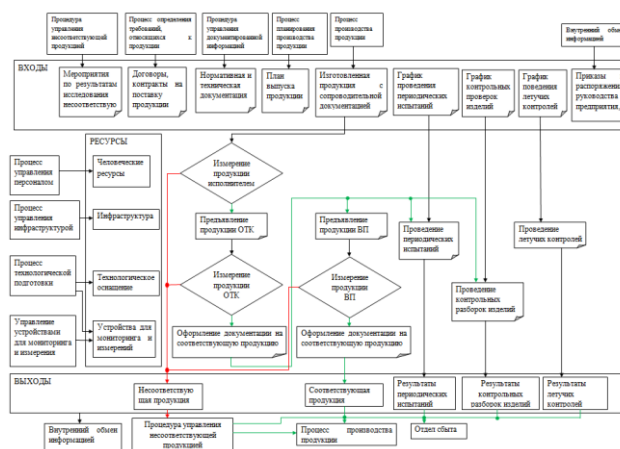 Процедура
управления
несоответствующей
продукции
Процесс определения
требований,
относящихся к
продукции
Процедура
управления
документированной
информацией
Процесс
планирования
производства
продукции
Процесс
производства
продукции
Внутренний обмен
информацией
ВХОДЫ
Мероприятия
по результатам
исследования
несоответствую
Договоры,
контракты на
поставку
продукции
Нормативная и
техническая
документация
План
выпуска
продукции
Изготовленная
продукция с
сопроводительной
документацией
График
проведения
периодических
испытаний
График
контрольных
проверок
изделий
График
поведения
летучих
контролей
Приказы
распоряжени
руководства
предприятия,
РЕСУРСЫ
Процесс
управления
персоналом
Человеческие
ресурсы
Процесс
управления
инфраструктурой
Инфраструктура
Процесс
технологической
подготовки
Технологическое
оснащение
Управление
устройствами
для мониторинга
и измерения
Устройства для
мониторинга и
измерений
Измерение
продукции
исполнителем
Предъявление
продукции ОТК
Предъявление
продукции ВП
Проведение
периодических
испытаний
Проведение
летучих контролей
Измерение
продукции
ОТК
Измерение
продукции
ВП
Проведение
контрольных
разборок изделий
Оформление документации на
соответствующую продукцию
Оформление документации на
соответствующую продукцию
ВЫХОДЫ
Несоответству
ющая продукция
Соответствующая
продукция
Результаты
периодических
испытаний
Результаты
контрольных
разборок изделий
Результаты
летучих
контролей
Внутренний обмен
информацией
Процедура управления
несоответствующей
продукцией
Процесс производства
продукции
Отдел сбыта